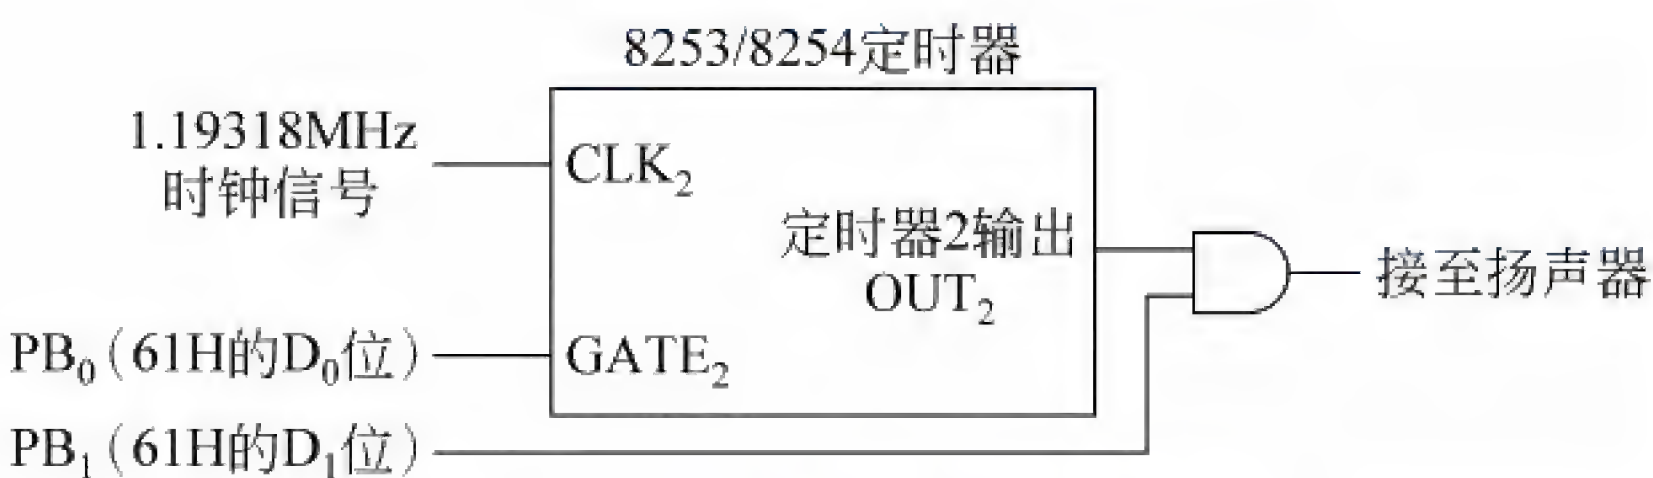 8253/8254定时器
1.19318MHz
时钟信号
CLK₂
定时器2输出
OUT₂
接至扬声器
PB₀(61H的D₀位)
GATE₂
PB₁(61H的D₁位)